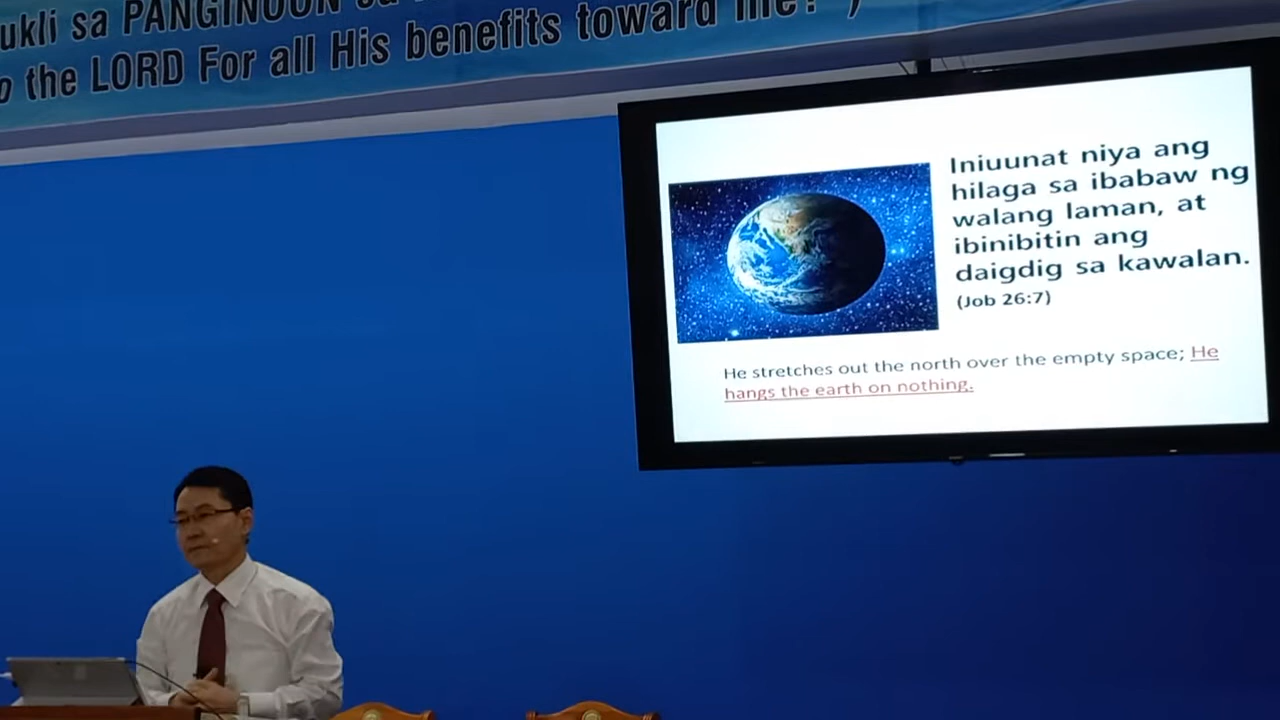 sa PANGINOON
the LORD For all His benefits toward me?")
Iniuunat niya ang
hilaga sa ibabaw ng
walang laman, at
ibinibitin ang
daigdig sa kawalan.
(Job 26:7)
He stretches out the north over the empty space; He
hangs the earth on nothing.